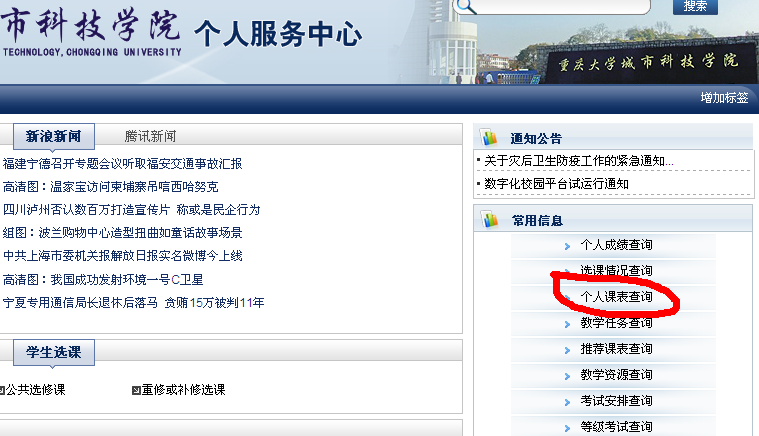 市科技学院
TECHNOLOGY, CHONGQING UNIVERSITY
个人服务中心
搜索
重庆大学城市科技学院
增加标签
新浪新闻
腾讯新闻
福建宁德召开专题会议听取福安交通事故汇报
高清图：温家宝访问柬埔寨吊唁西哈努克
四川泸州否认数百万打造宣传片 称或是民企行为
组图：波兰购物中心造型扭曲如童话故事场景
中共上海市委机关报解放日报实名微博今上线
高清图：我国成功发射环境一号C卫星
宁夏专用通信局长退休后落马 贪贿15万被判11年
学生选课
公共选修课
重修或补修选课
通知公告
关于灾后卫生防疫工作的紧急通知...
数字化校园平台试运行通知
常用信息
个人成绩查询
选课情况查询
个人课表查询
教学任务查询
推荐课表查询
教学资源查询
考试安排查询
等级考试查询